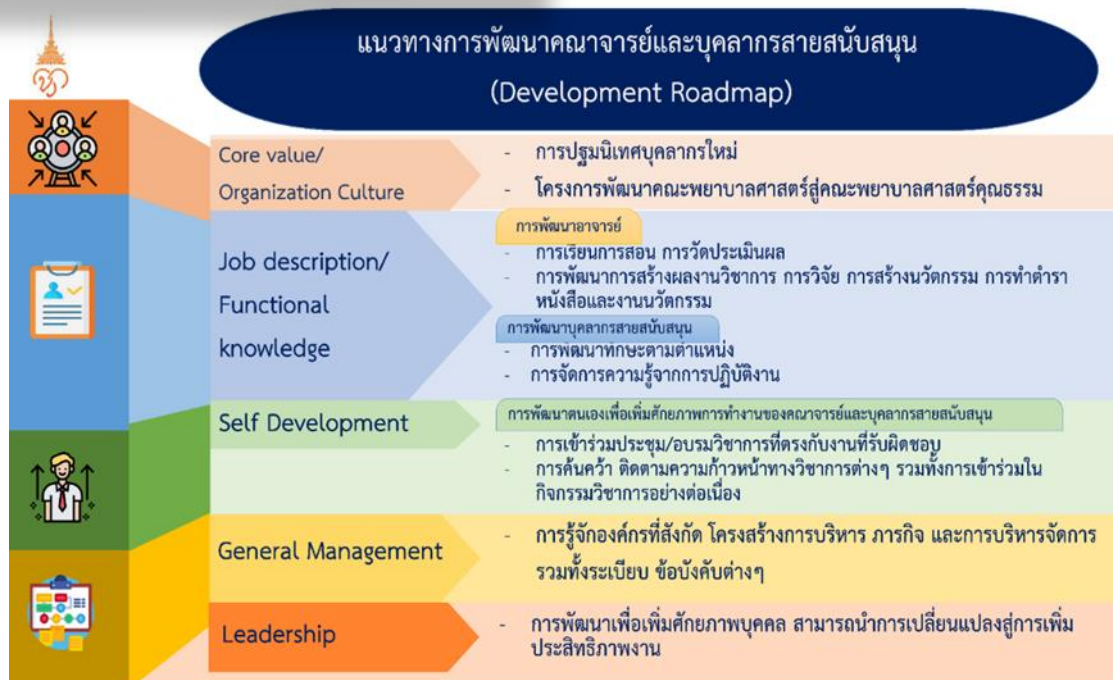 แนวทางการพัฒนาคณาจารย์และบุคลากรสายสนับสนุน
(Development Roadmap)
Core value/
Organization Culture
- การปฐมนิเทศบุคลากรใหม่
- โครงการพัฒนาคณะพยาบาลศาสตร์สู่คณะพยาบาลศาสตร์คุณธรรม
Job description/
Functional
knowledge
การพัฒนาอาจารย์
- การเรียนการสอน การวัดประเมินผล
- การพัฒนาการสร้างผลงานวิชาการ การวิจัย การสร้างนวัตกรรม การทำตำรา
หนังสือและงานนวัตกรรม
การพัฒนาบุคลากรสายสนับสนุน
- การพัฒนาทักษะตามตำแหน่ง
- การจัดการความรู้จากการปฏิบัติงาน
Self Development
การพัฒนาตนเองเพื่อเพิ่มศักยภาพการทำงานของคณาจารย์และบุคลากรสายสนับสนุน
- การเข้าร่วมประชุม/อบรมวิชาการที่ตรงกับงานที่รับผิดชอบ
- การค้นคว้า ติดตามความก้าวหน้าทางวิชาการต่างๆ รวมทั้งการเข้าร่วมใน
กิจกรรมวิชาการอย่างต่อเนื่อง
General Management
- การรู้จักองค์กรที่สังกัด โครงสร้างการบริหาร ภารกิจ และการบริหารจัดการ
รวมทั้งระเบียบ ข้อบังคับต่างๆ
Leadership
- การพัฒนาเพื่อเพิ่มศักยภาพบุคคล สามารถนำการเปลี่ยนแปลงสู่การเพิ่ม
ประสิทธิภาพงาน